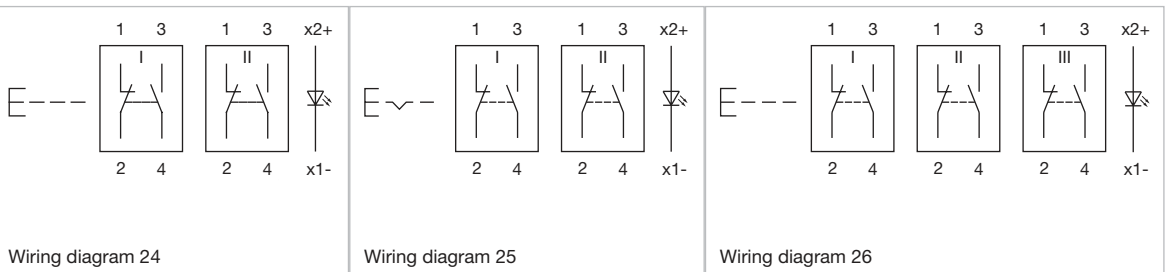 1 3 1 3 x2+
I II
2 4 2 4 x1-
Wiring diagram 24
1 3 1 3 x2+
I II
2 4 2 4 x1-
Wiring diagram 25
1 3 1 3 1 3 x2+
I II III
2 4 2 4 2 4 x1-
Wiring diagram 26